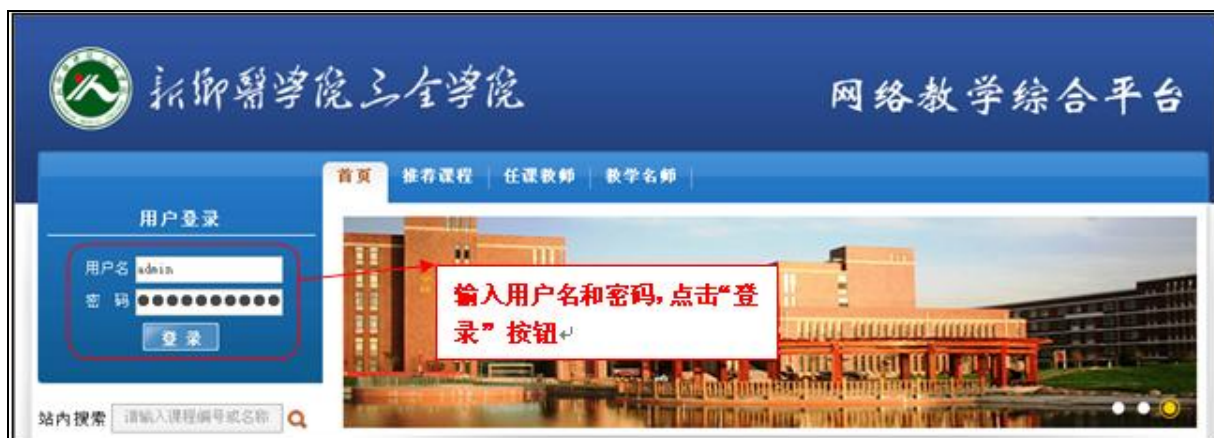 新鄉醫学院三全学院
网络教学综合平台
首页 推荐课程 任课教师 教学名师
用户登录
用户名 admin
密 码 ●●●●●●●●●●
登 录
输入用户名和密码，点击“登
录”按钮↵
站内搜索 请输入课程编号或名称